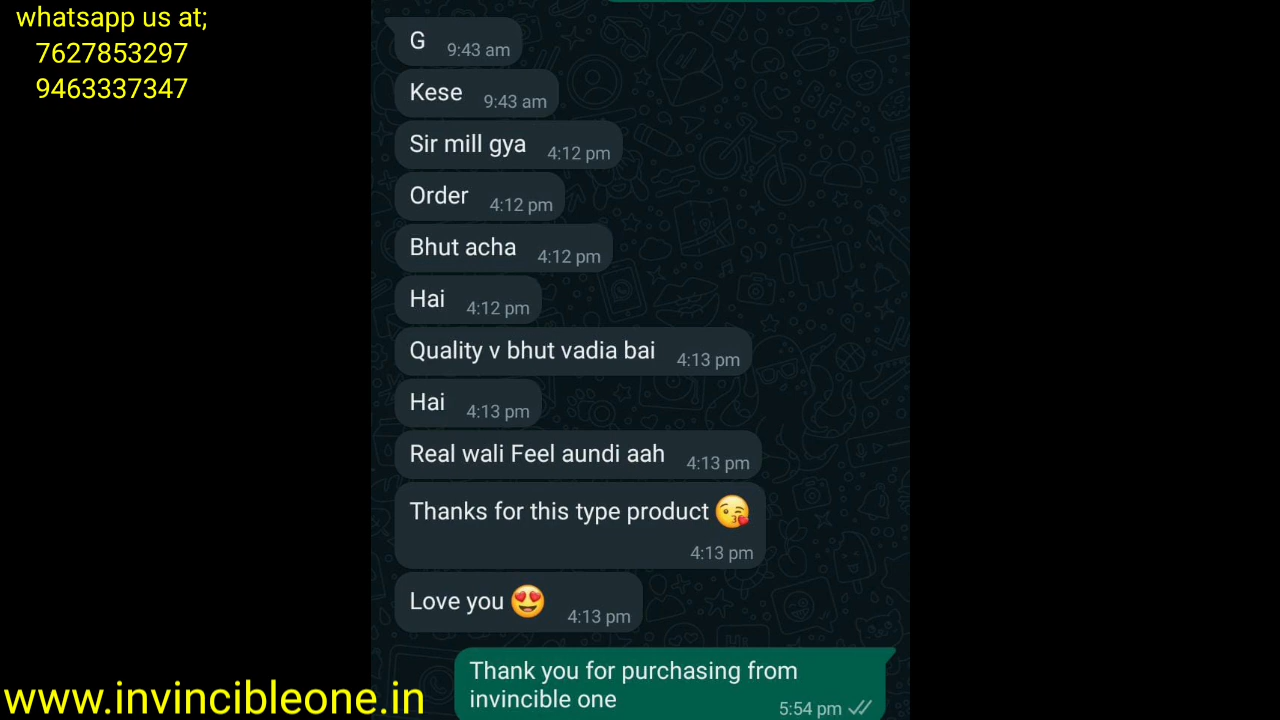 whatsapp us at;
7627853297
9463337347
G 9:43 am
Kese 9:43 am
Sir mill gya 4:12 pm
Order 4:12 pm
Bhut acha 4:12 pm
Hai 4:12 pm
Quality v bhut vadia bai 4:13 pm
Hai 4:13 pm
Real wali Feel aundi aah 4:13 pm
Thanks for this type product 😘
4:13 pm
Love you 😍 4:13 pm
Thank you for purchasing from
invincible one 5:54 pm
www.invincibleone.in